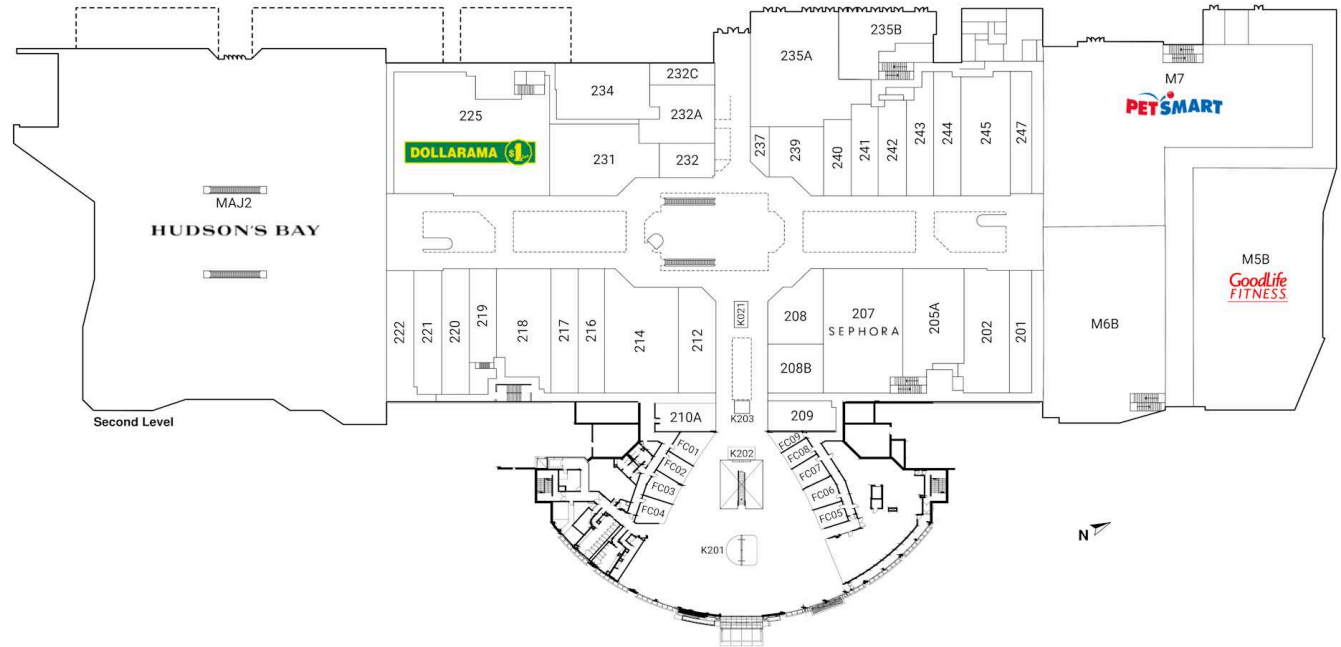 235B
235A
232C
M7
234
PETSMART
225
232A
DOLLARAMA $1
231
232
237
239
240
241
242
243
244
245
247
MAJ2
HUDSON'S BAY
M5B
GoodLife
FITNESS
222
221
220
219
218
217
216
214
212
K021
208
207
SEPHORA
205A
202
201
M6B
208B
Second Level
210A
K203
209
FC01
FC02
FC03
FC04
K202
FC09
FC08
FC07
FC06
FC05
N
K201